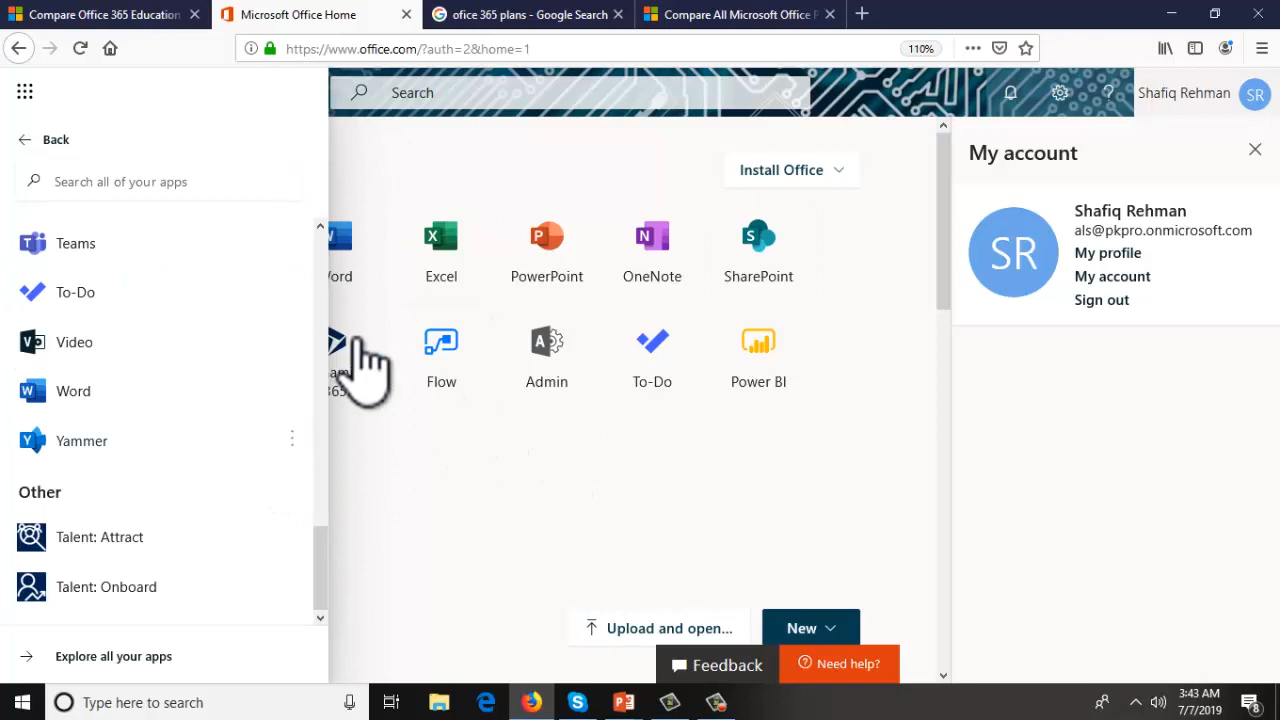 Compare Office 365 Education
Microsoft Office Home
ofice 365 plans - Google Search
Compare All Microsoft Office P
https://www.office.com/?auth=2&home=1
110%
Search
Shafiq Rehman
SR
Back
Search all of your apps
Teams
To-Do
Video
Word
Yammer
Other
Talent: Attract
Talent: Onboard
Explore all your apps
Install Office
Excel
PowerPoint
OneNote
SharePoint
365
Flow
Admin
To-Do
Power BI
Upload and open...
New
Feedback
Need help?
My account
SR
Shafiq Rehman
als@pkpro.onmicrosoft.com
My profile
My account
Sign out
Type here to search
3:43 AM
7/7/2019
8